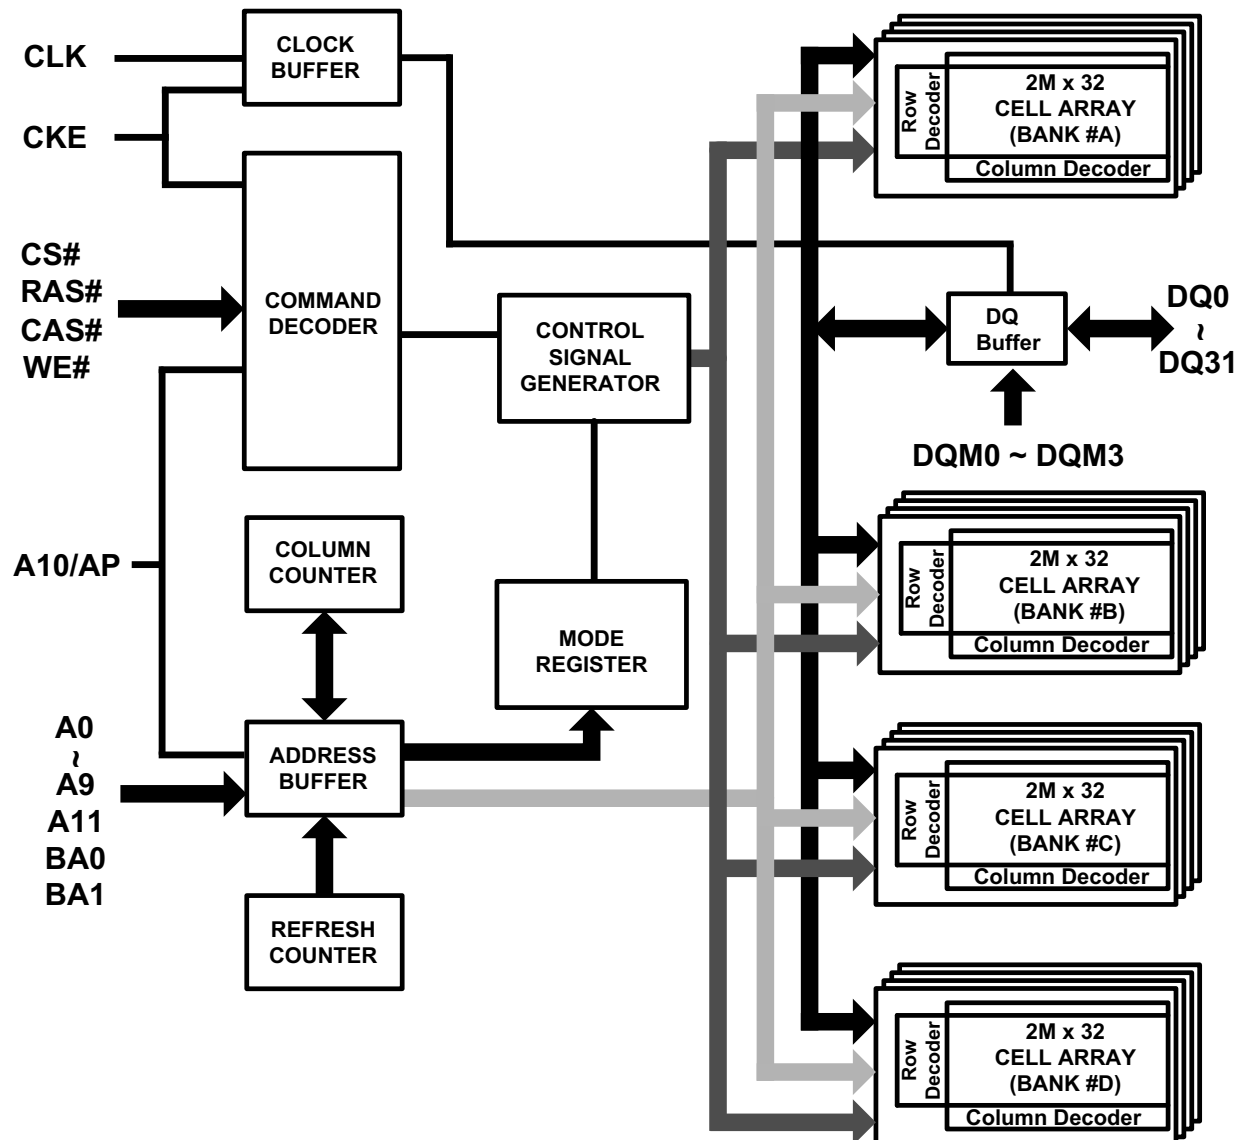 CLK
CKE
CS#
RAS#
CAS#
WE#
A10/AP
A0
~
A9
A11
BA0
BA1
CLOCK
BUFFER
COMMAND
DECODER
COLUMN
COUNTER
ADDRESS
BUFFER
REFRESH
COUNTER
CONTROL
SIGNAL
GENERATOR
MODE
REGISTER
Row
Decoder
2M x 32
CELL ARRAY
(BANK #A)
Column Decoder
DQ
Buffer
DQ0
~
DQ31
DQM0 ~ DQM3
Row
Decoder
2M x 32
CELL ARRAY
(BANK #B)
Column Decoder
Row
Decoder
2M x 32
CELL ARRAY
(BANK #C)
Column Decoder
Row
Decoder
2M x 32
CELL ARRAY
(BANK #D)
Column Decoder